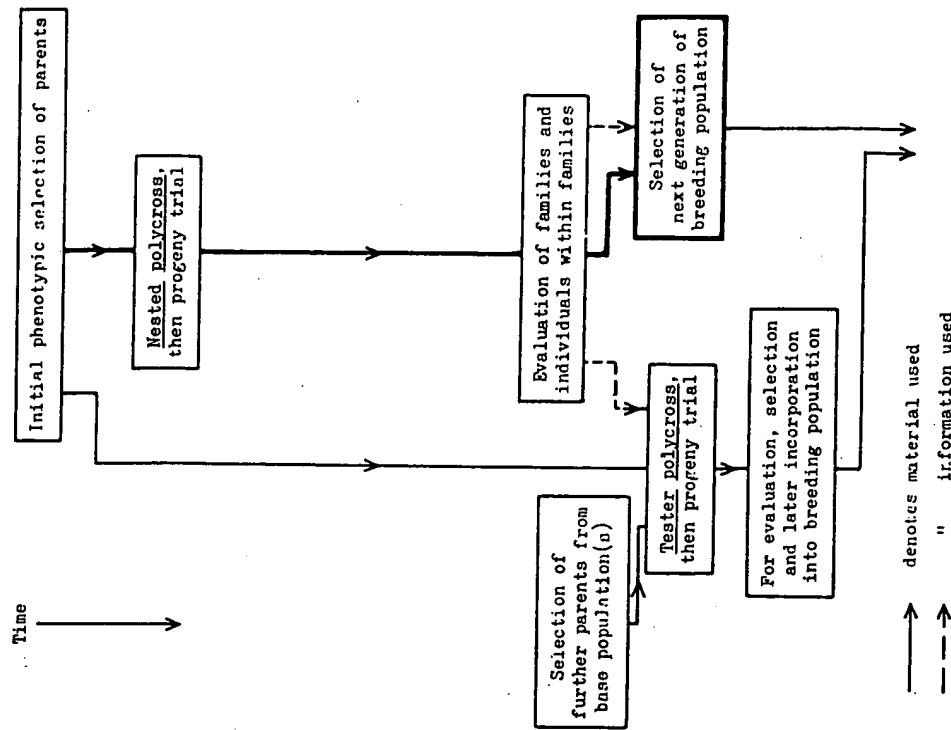 Time
Initial phenotypic selection of parents
Nested polycross,
then progeny trial
Evaluation of families and
individuals within families
Selection of
further parents from
base population(s)
Tester polycross,
then progeny trial
Selection of
next generation of
breeding population
For evaluation, selection
and later incorporation
into breeding population
denotes material used
" information used